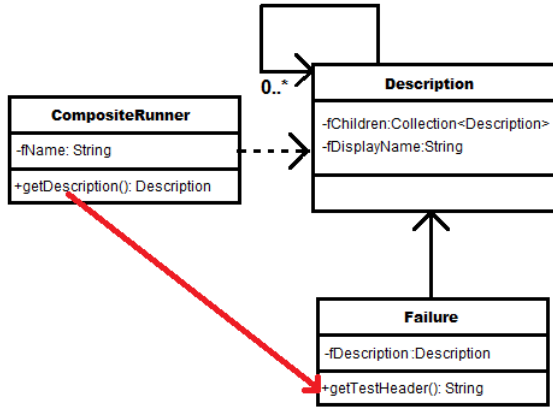 0..*
Description
-fChildren:Collection<Description>
-fDisplayName:String
CompositeRunner
-fName: String
+getDescription(): Description
Failure
-fDescription :Description
+getTestHeader(): String